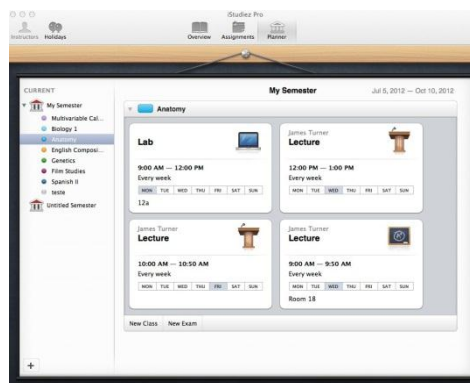 iStudiez Pro
Instructors Holidays Overview Assignments Planner
CURRENT
My Semester
Multivariable Cal...
Biology 1
Anatomy
English Composi...
Genetics
Film Studies
Spanish II
teste
Untitled Semester
My Semester Jul 5, 2012 — Oct 10, 2012
Anatomy
Lab
9:00 AM — 12:00 PM
Every week
MON TUE WED THU FRI SAT SUN
12a
James Turner
Lecture
12:00 PM — 1:00 PM
Every week
MON TUE WED THU FRI SAT SUN
James Turner
Lecture
10:00 AM — 10:50 AM
Every week
MON TUE WED THU FRI SAT SUN
James Turner
Lecture
9:00 AM — 9:50 AM
Every week
MON TUE WED THU FRI SAT SUN
Room 18
New Class New Exam